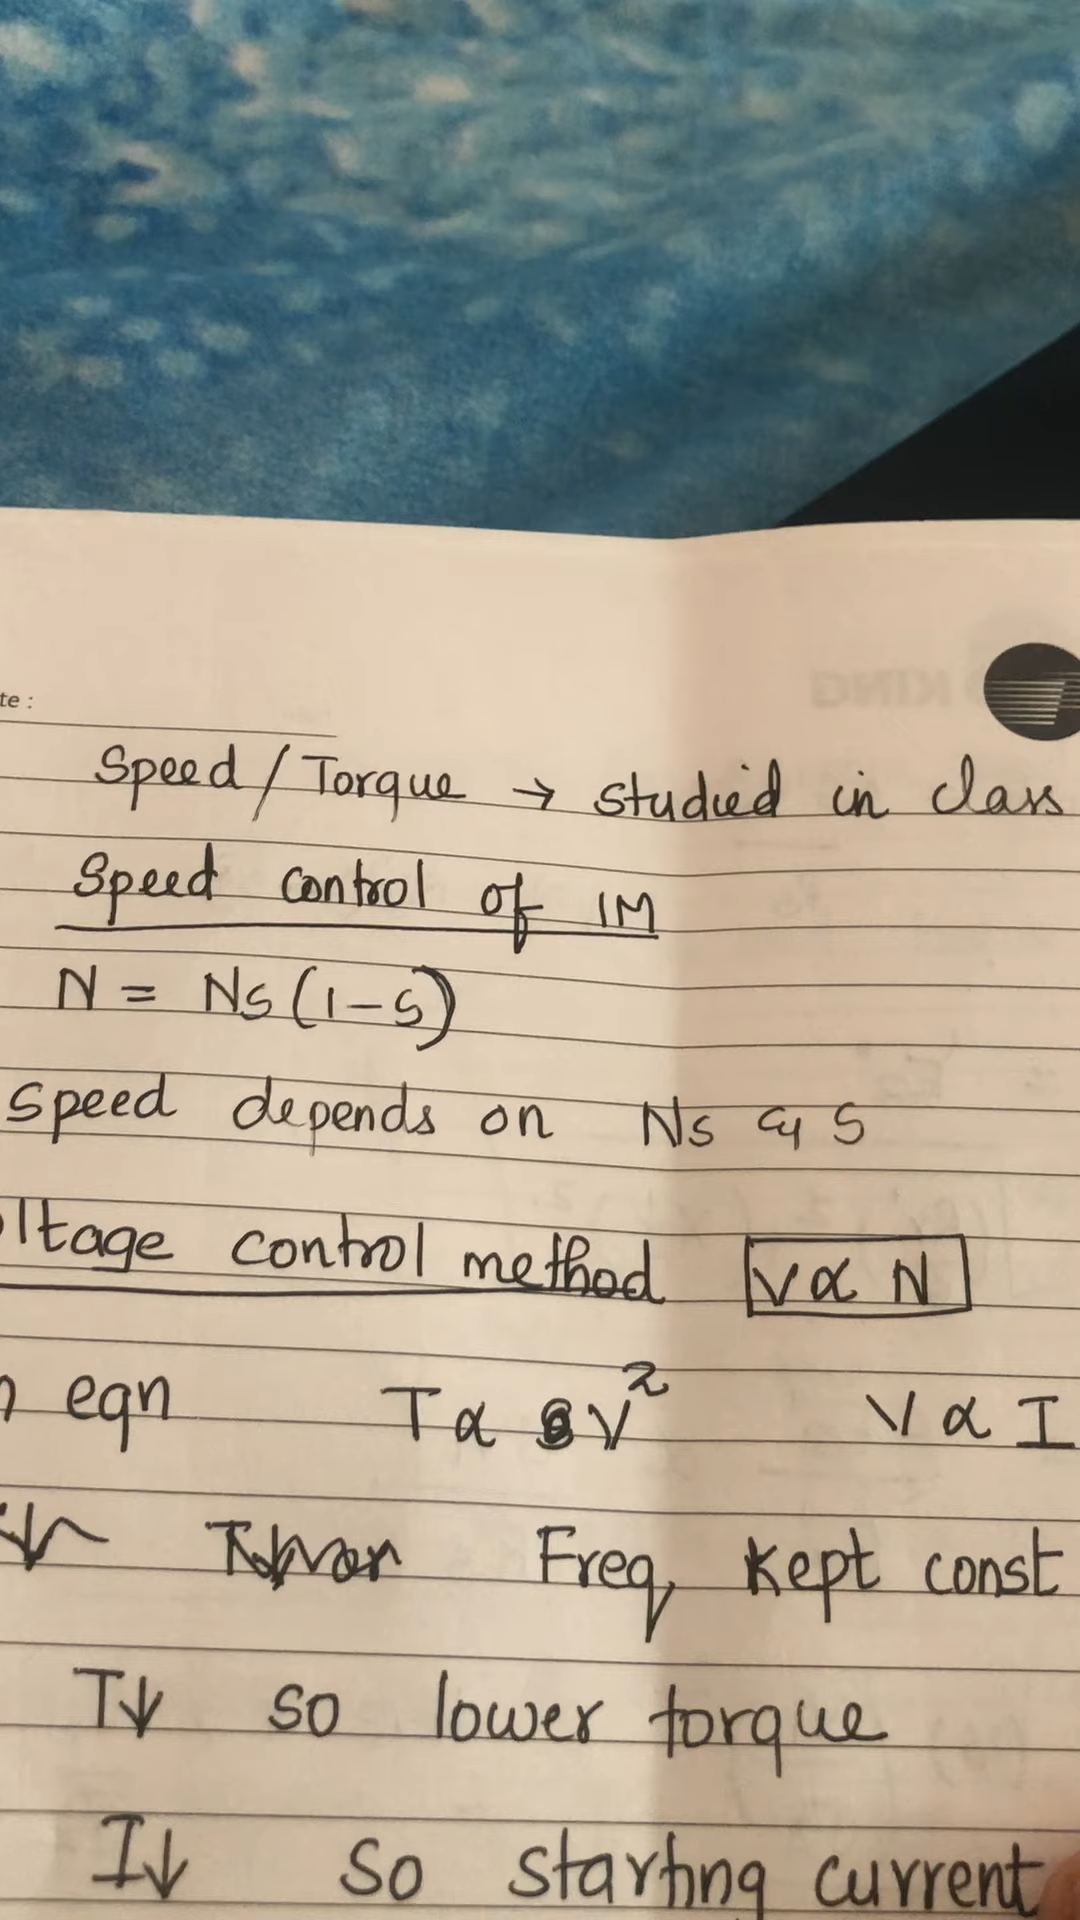 te :
KING
Speed / Torque → studied in class
Speed control of IM
N = Ns (1-s)
speed depends on Ns & S
ltage control method V ∝ N
eqn T ∝ V² V ∝ I
Freq, kept const
T↓ so lower torque
I↓ so starting current